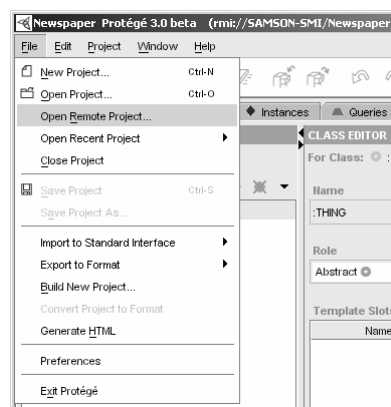 Newspaper Protégé 3.0 beta (rmi://SAMSON-SMI/Newspaper
File Edit Project Window Help
New Project... Ctrl-N
Open Project... Ctrl-O
Open Remote Project...
Open Recent Project
Close Project
Save Project Ctrl-S
Save Project As...
Import to Standard Interface
Export to Format
Build New Project...
Convert Project to Format
Generate HTML
Preferences
Exit Protégé
Instances Queries
CLASS EDITOR
For Class: :
Name
:THING
Role
Abstract
Template Slots
Name